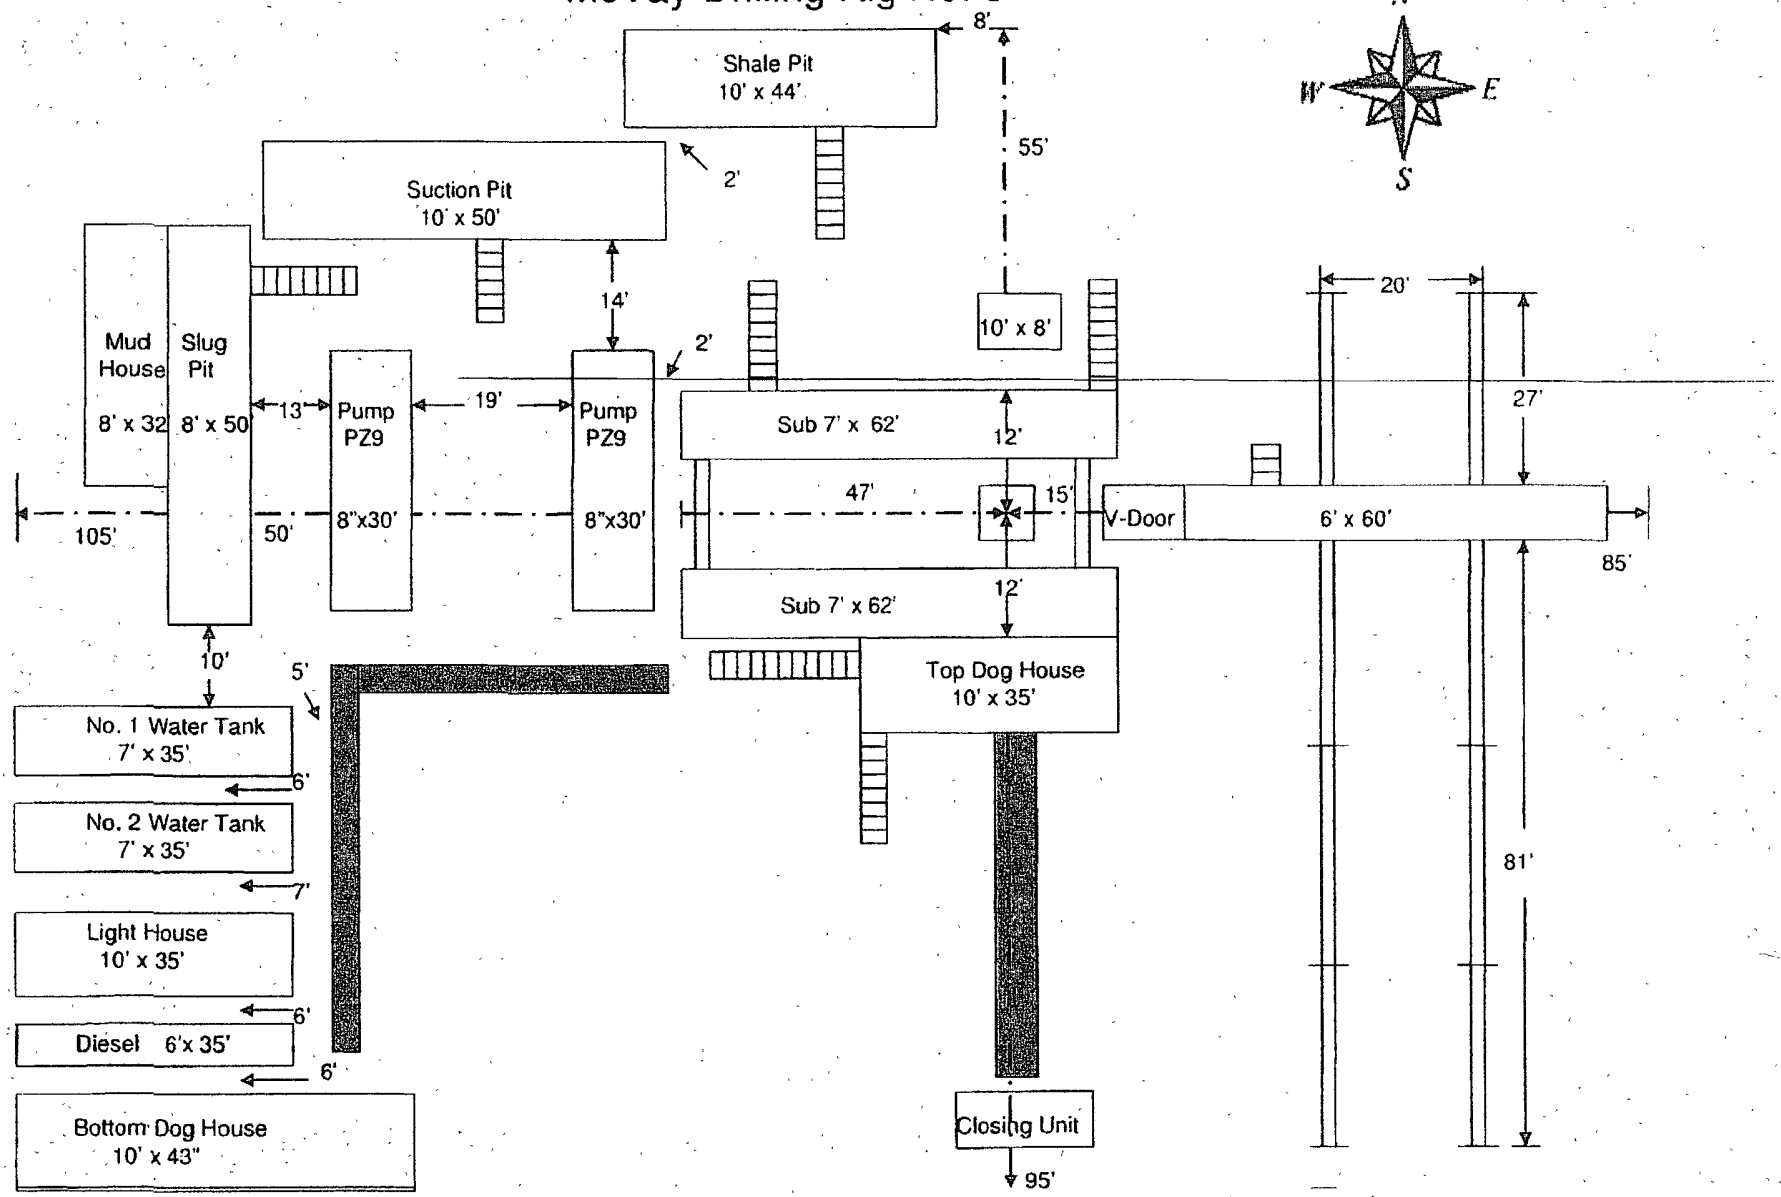 8'
Shale Pit
10' x 44'
W
E
S
55'
2'
Suction Pit
10' x 50'
14'
20'
10' x 8'
2'
Mud
House
8' x 32
Slug
Pit
8' x 50'
13'
Pump
PZ9
19'
Pump
PZ9
Sub 7' x 62'
12'
27'
105'
50'
8"x30'
8"x30'
47'
15'
V-Door
6' x 60'
85'
12'
Sub 7' x 62'
10'
5'
Top Dog House
10' x 35'
No. 1 Water Tank
7' x 35'
6'
No. 2 Water Tank
7' x 35'
7'
81'
Light House
10' x 35'
6'
Diesel 6'x 35'
6'
Bottom Dog House
10' x 43"
Closing Unit
95'